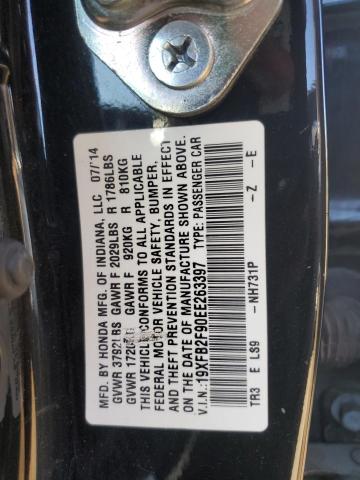 MFD. BY HONDA MFG. OF INDIANA, LLC 07/14
GVWR 3792LBS GAWR F 2029LBS R 1786LBS
GVWR 1720KG GAWR F 920KG R 810KG
THIS VEHICLE CONFORMS TO ALL APPLICABLE
FEDERAL MOTOR VEHICLE SAFETY, BUMPER,
AND THEFT PREVENTION STANDARDS IN EFFECT
ON THE DATE OF MANUFACTURE SHOWN ABOVE.
V.I.N.:19XFB2F90EE263397 TYPE: PASSENGER CAR
TR3 E LS9 -NH731P -Z -E